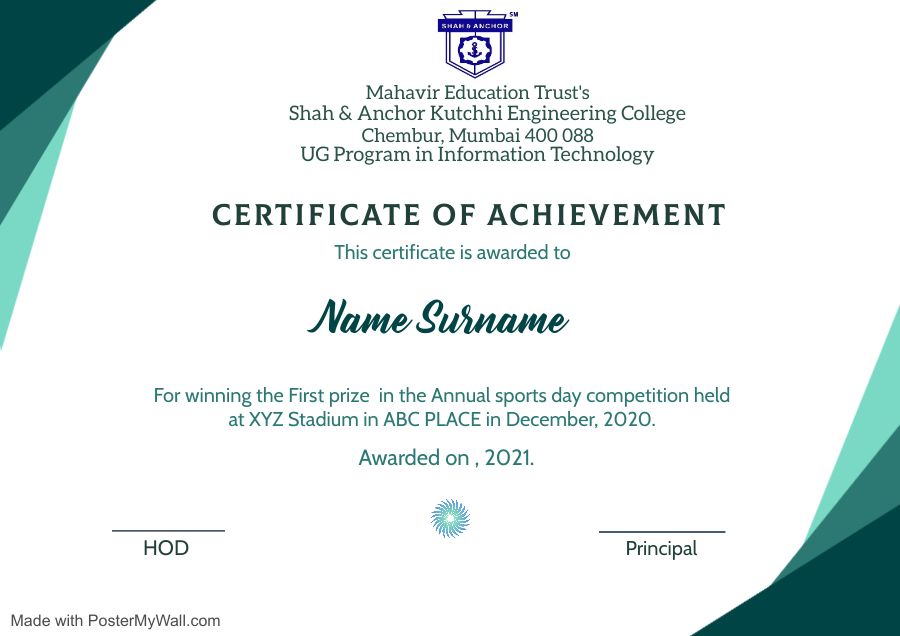 SHAH & ANCHOR SM
Mahavir Education Trust's
Shah & Anchor Kutchhi Engineering College
Chembur, Mumbai 400 088
UG Program in Information Technology
CERTIFICATE OF ACHIEVEMENT
This certificate is awarded to
Name Surname
For winning the First prize  in the Annual sports day competition held
at XYZ Stadium in ABC PLACE in December, 2020.
Awarded on , 2021.
HOD
Principal
Made with PosterMyWall.com